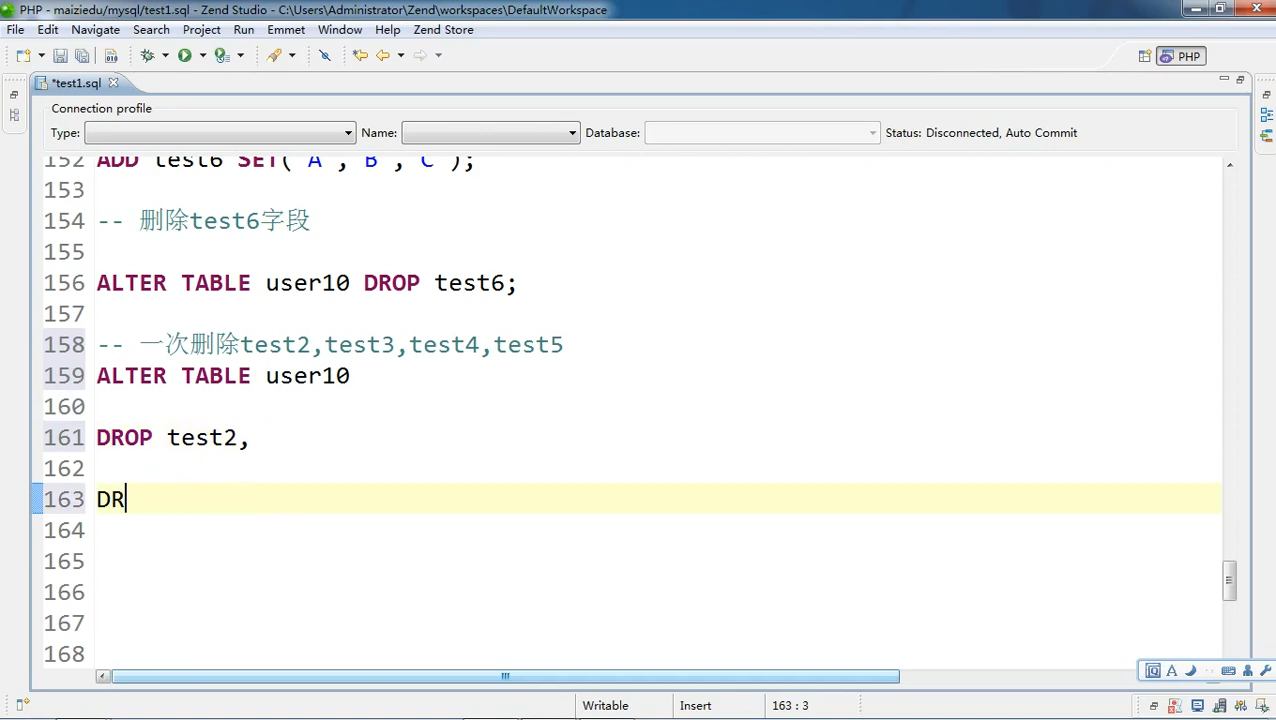 PHP - maiziedu/mysql/test1.sql - Zend Studio - C:\Users\Administrator\Zend\workspaces\DefaultWorkspace
File Edit Navigate Search Project Run Emmet Window Help Zend Store
PHP
*test1.sql
Connection profile
Type: Name: Database: Status: Disconnected, Auto Commit
152 ADD test6 SET( A , B , C );
153
154 -- 删除test6字段
155
156 ALTER TABLE user10 DROP test6;
157
158 -- 一次删除test2,test3,test4,test5
159 ALTER TABLE user10
160
161 DROP test2,
162
163 DR
164
165
166
167
168
Writable Insert 163 : 3